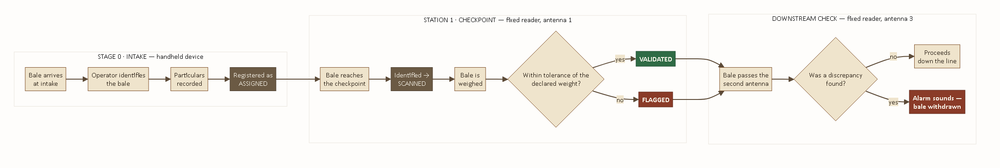 STAGE 0 · INTAKE — handheld device
Bale arrives
at intake
Operator identifies
the bale
Particulars
recorded
Registered as
ASSIGNED
STATION 1 · CHECKPOINT — fixed reader, antenna 1
Bale reaches
the checkpoint
Identified →
SCANNED
Bale is
weighed
Within tolerance of the
declared weight?
yes
VALIDATED
no
FLAGGED
DOWNSTREAM CHECK — fixed reader, antenna 3
Bale passes the
second antenna
Was a discrepancy
found?
no
Proceeds
down the line
yes
Alarm sounds —
bale withdrawn